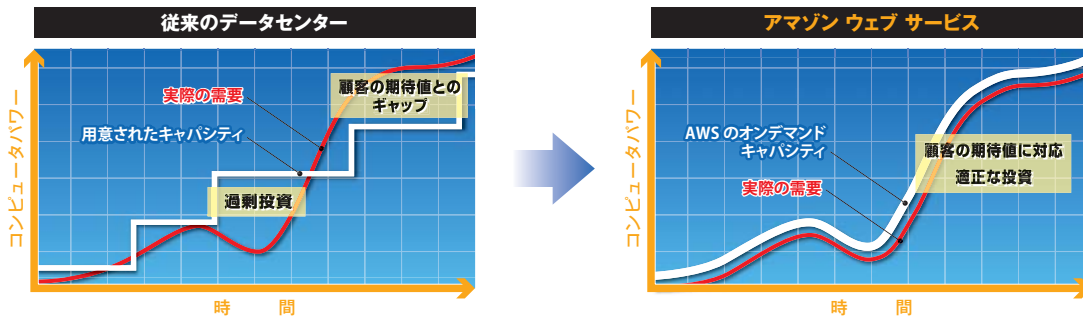 従来のデータセンター
コンピュータパワー
実際の需要
用意されたキャパシティ
過剰投資
顧客の期待値との
ギャップ
時 間
アマゾン ウェブ サービス
コンピュータパワー
AWS のオンデマンド
キャパシティ
実際の需要
顧客の期待値に対応
適正な投資
時 間